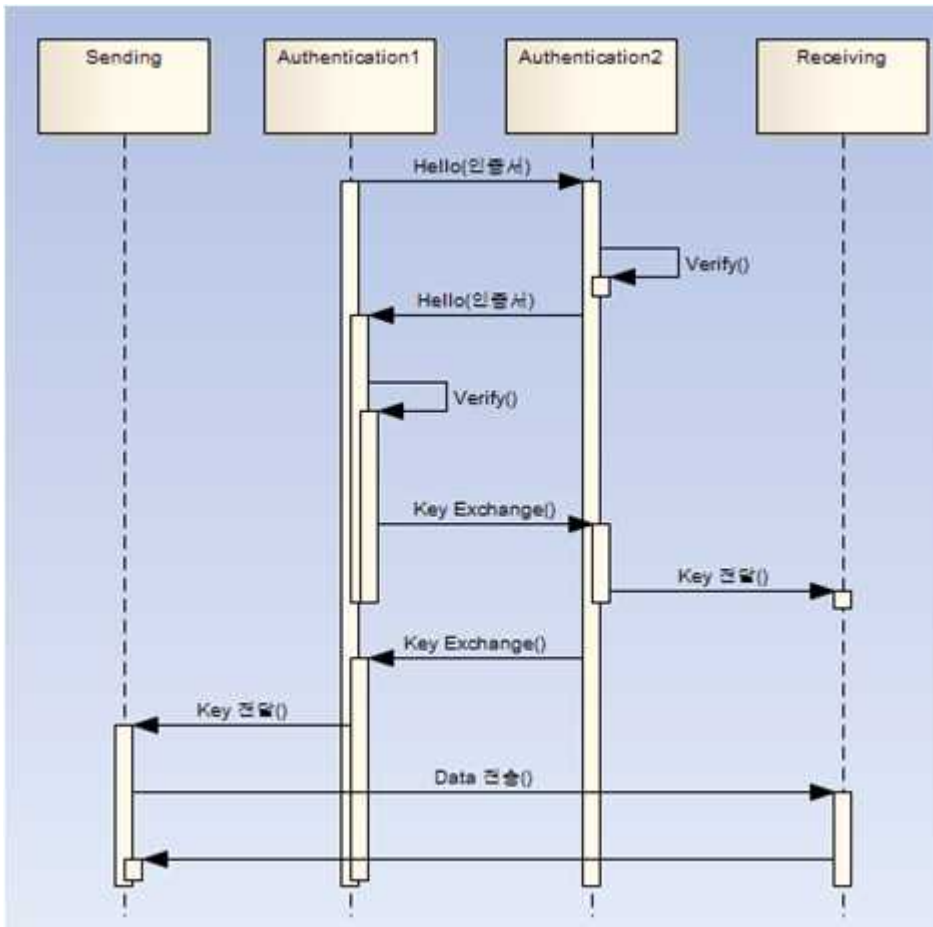 Sending
Authentication1
Authentication2
Receiving
Hello(인증서)
Verify()
Hello(인증서)
Verify()
Key Exchange()
Key 전달()
Key Exchange()
Key 전달()
Data 전송()